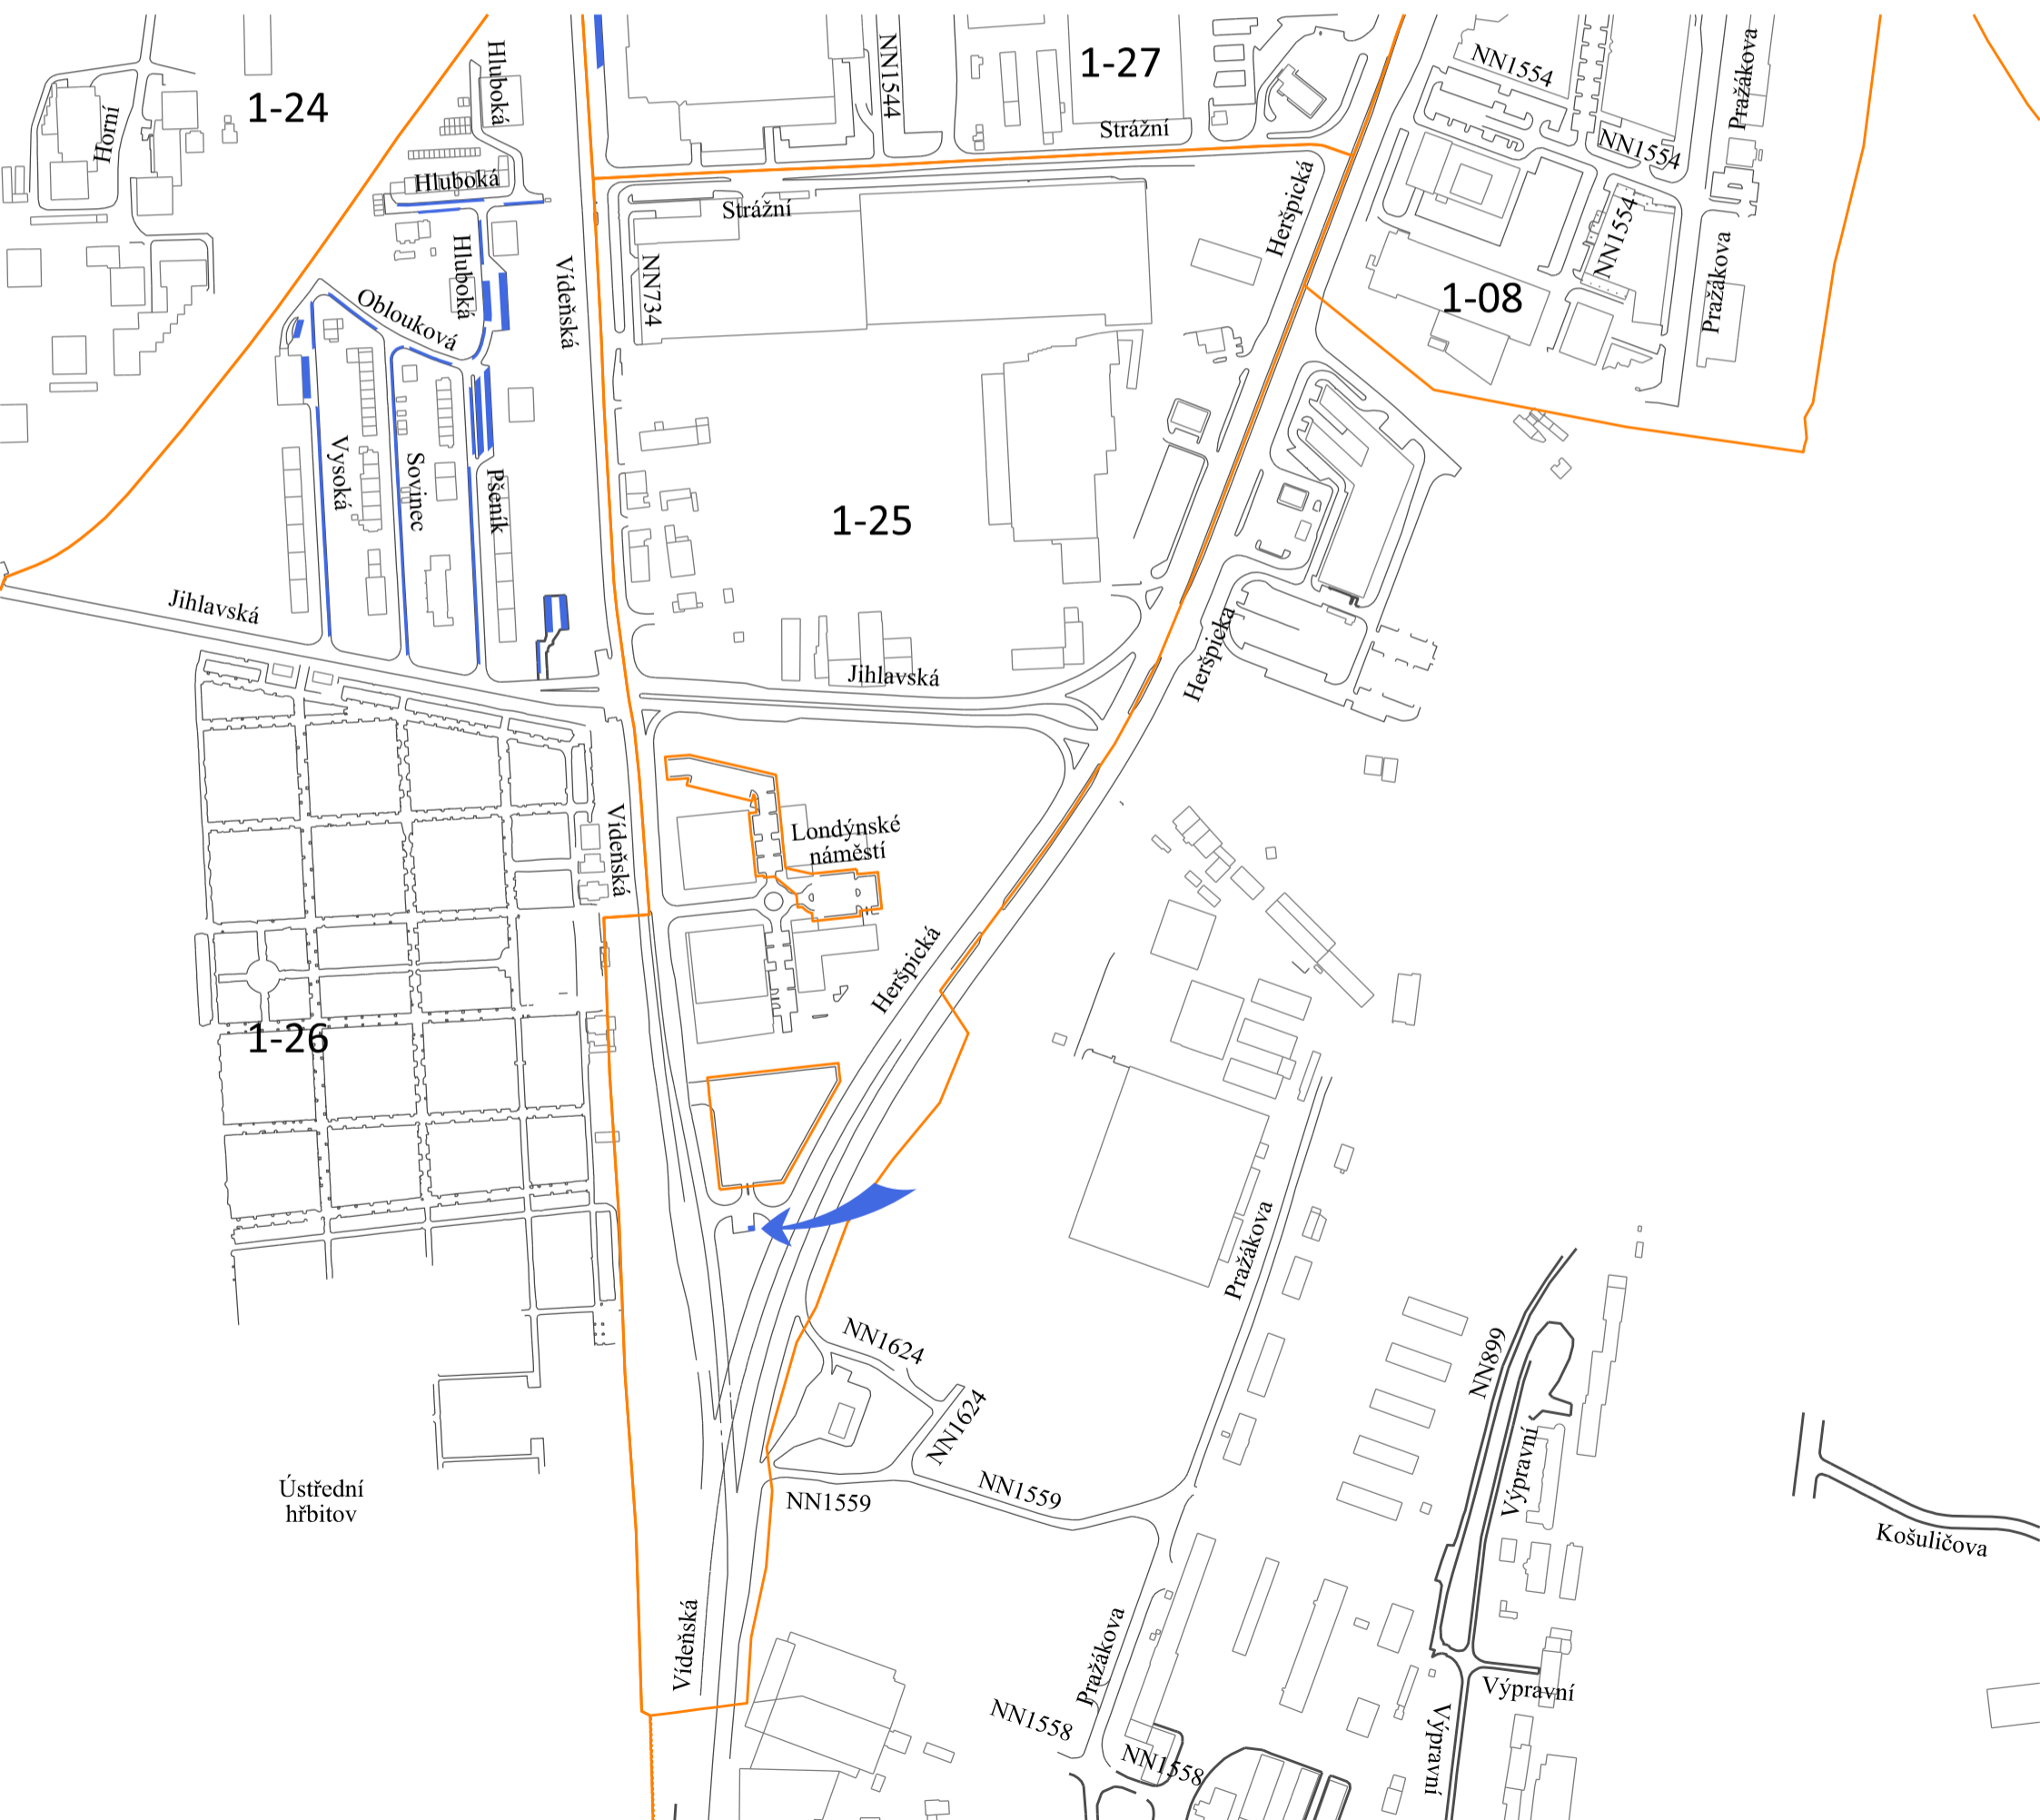 Hluboká
NN1544
1-27
NN1554
Pražákova
1-24
Horní
Strážní
NN1554
Hluboká
Strážní
Heršpická
NN1554
Hluboká
Vídeňská
NN734
Pražákova
1-08
Oblouková
Vysoká
Sovinec
Pšeník
1-25
Jihlavská
Heršpická
Jihlavská
Vídeňská
Londýnské
náměstí
Heršpická
1-26
Pražákova
NN1624
NN899
NN1624
Výpravní
Ústřední
hřbitov
NN1559
NN1559
Košuličova
Vídeňská
Pražákova
Výpravní
NN1558
Výpravní
NN1558